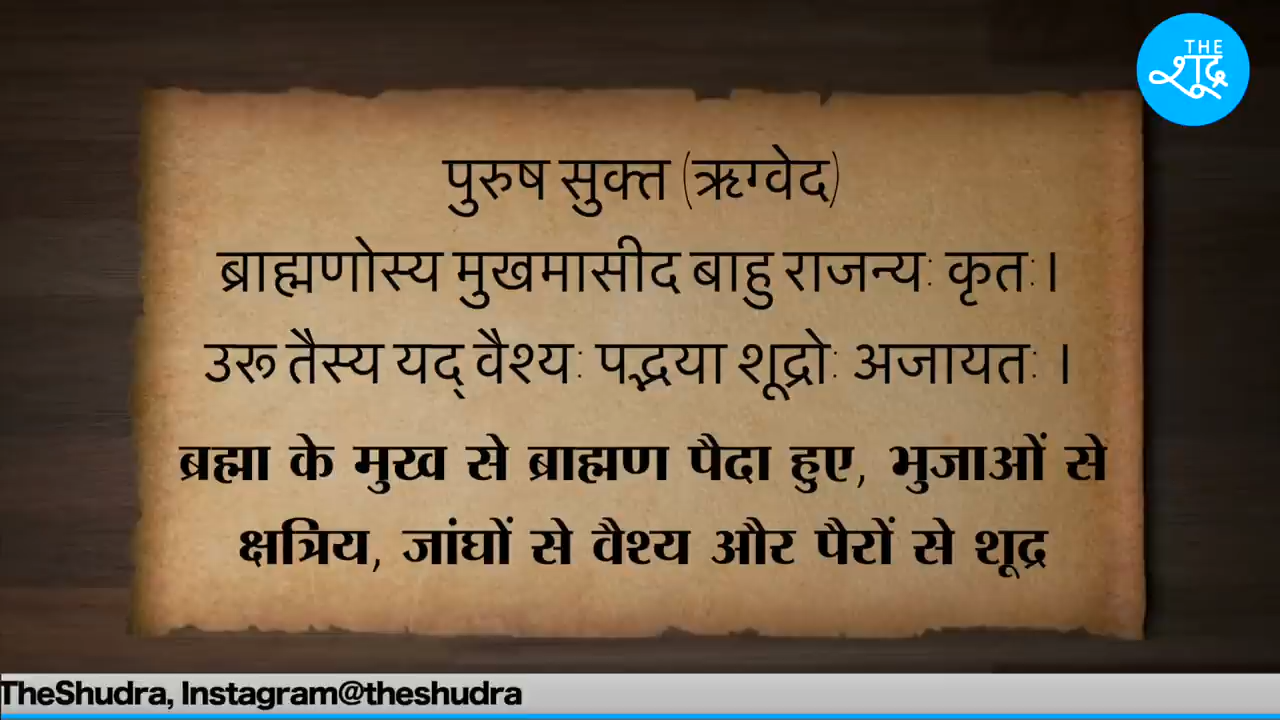 THE
शूद्र
पुरुष सुक्त (ऋग्वेद)
ब्राह्मणोस्य मुखमासीद बाहु राजन्यः कृतः।
उरू तैस्य यद् वैश्यः पद्भया शूद्रोः अजायतः ।
ब्रह्मा के मुख से ब्राह्मण पैदा हुए, भुजाओं से
क्षत्रिय, जांघों से वैश्य और पैरों से शूद्र
TheShudra, Instagram@theshudra